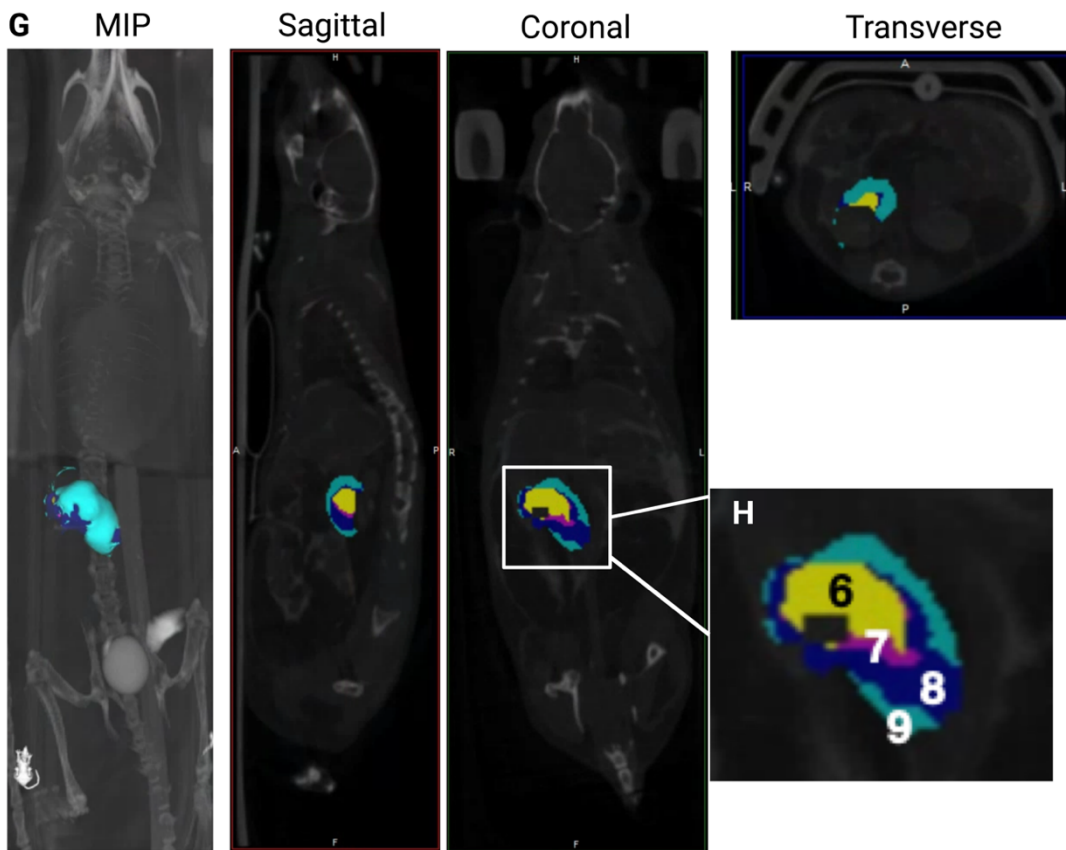 G MIP Sagittal Coronal Transverse
H H A
R L L
P
A P R L
H
6
7
8
9
F F